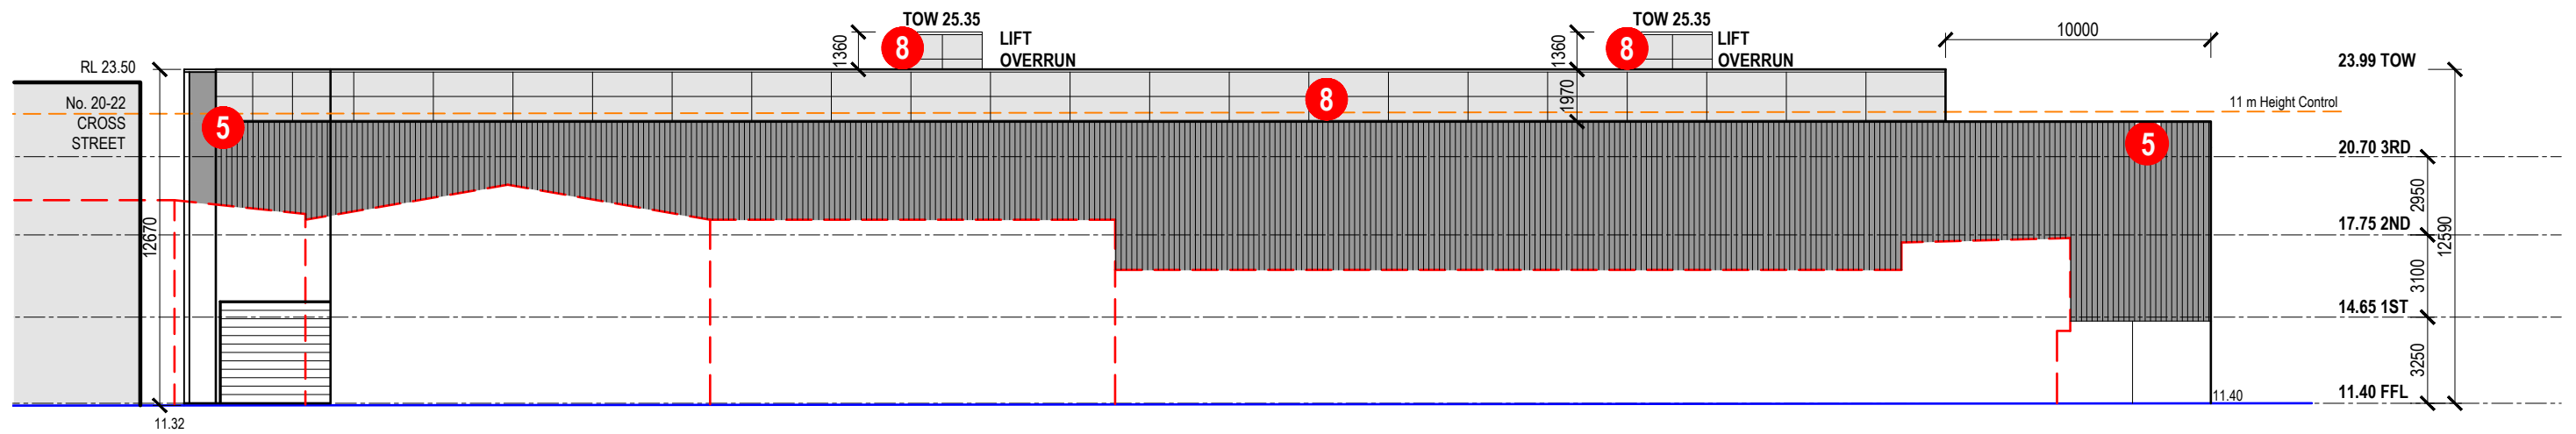 TOW 25.35
TOW 25.35
8
LIFT
OVERRUN
1360
8
LIFT
OVERRUN
1360
10000
RL 23.50
23.99 TOW
No. 20-22
CROSS
STREET
5
8
1970
11 m Height Control
5
20.70 3RD
2950
12670
17.75 2ND
12590
3100
14.65 1ST
3250
11.40
11.40 FFL
11.32